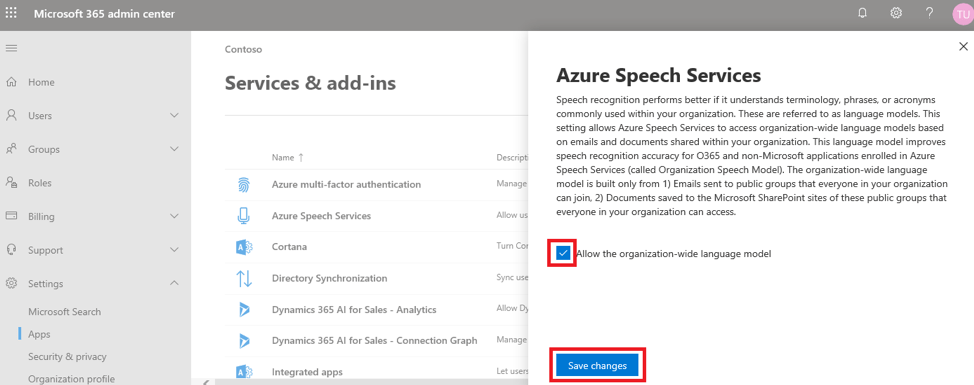 Microsoft 365 admin center
?
TU
Home
Users
Groups
Roles
Billing
Support
Settings
Microsoft Search
Apps
Security & privacy
Organization profile
Contoso
Services & add-ins
Name ↑
Descripti
Azure multi-factor authentication
Manage
Azure Speech Services
Allow us
Cortana
Turn Cor
Directory Synchronization
Sync use
Dynamics 365 AI for Sales - Analytics
Allow Dy
Dynamics 365 AI for Sales - Connection Graph
Manage
Integrated apps
Let users
Azure Speech Services
Speech recognition performs better if it understands terminology, phrases, or acronyms
commonly used within your organization. These are referred to as language models. This
setting allows Azure Speech Services to access organization-wide language models based
on emails and documents shared within your organization. This language model improves
speech recognition accuracy for O365 and non-Microsoft applications enrolled in Azure
Speech Services (called Organization Speech Model). The organization-wide language
model is built only from 1) Emails sent to public groups that everyone in your organization
can join, 2) Documents saved to the Microsoft SharePoint sites of these public groups that
everyone in your organization can access.
Allow the organization-wide language model
Save changes